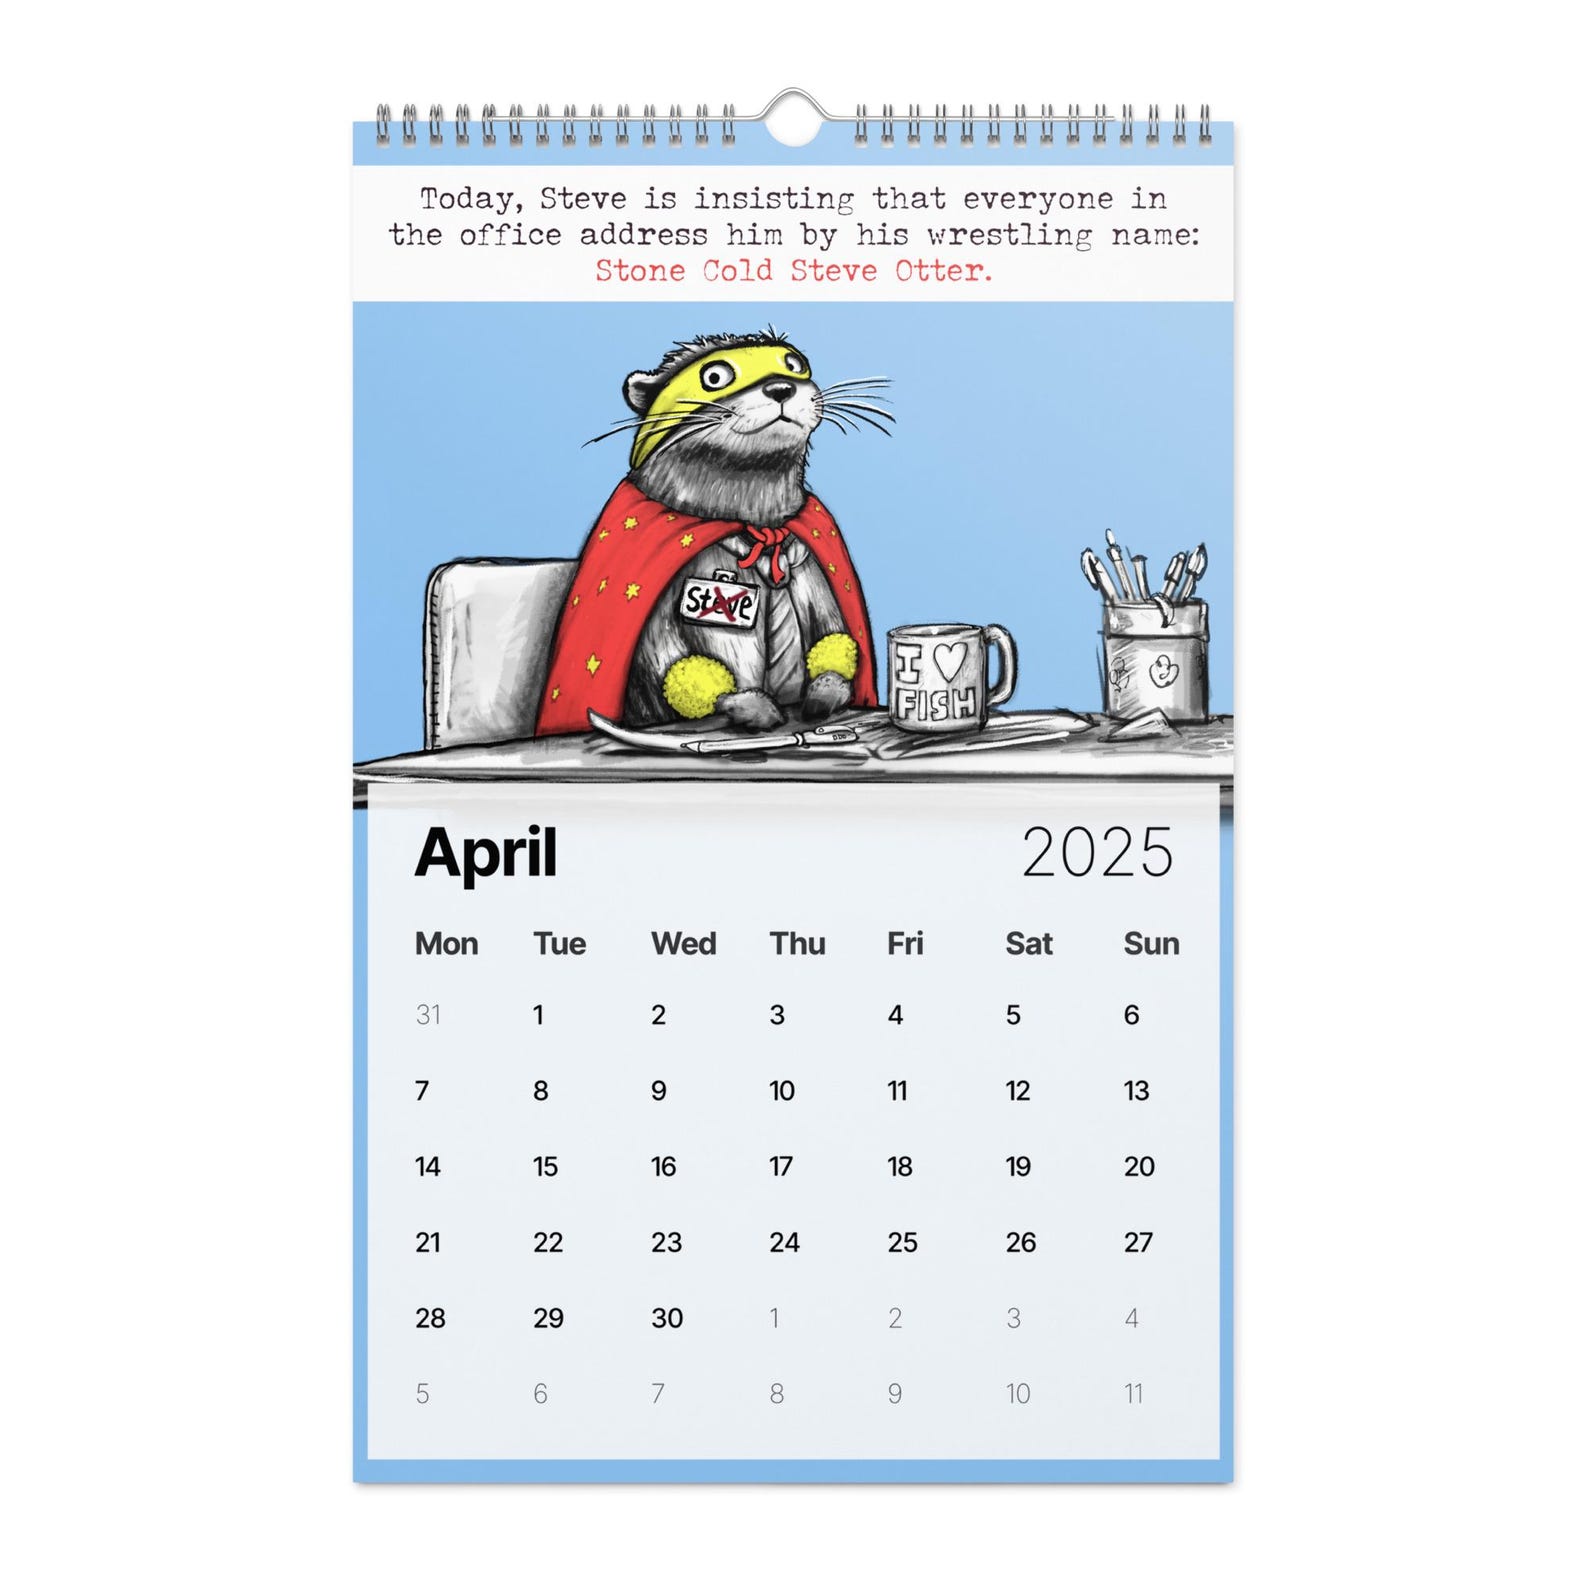 Today, Steve is insisting that everyone in
the office address him by his wrestling name:
Stone Cold Steve Otter.
Steve
I ♡
FISH
April 2025
Mon Tue Wed Thu Fri Sat Sun
31 1 2 3 4 5 6
7 8 9 10 11 12 13
14 15 16 17 18 19 20
21 22 23 24 25 26 27
28 29 30 1 2 3 4
5 6 7 8 9 10 11